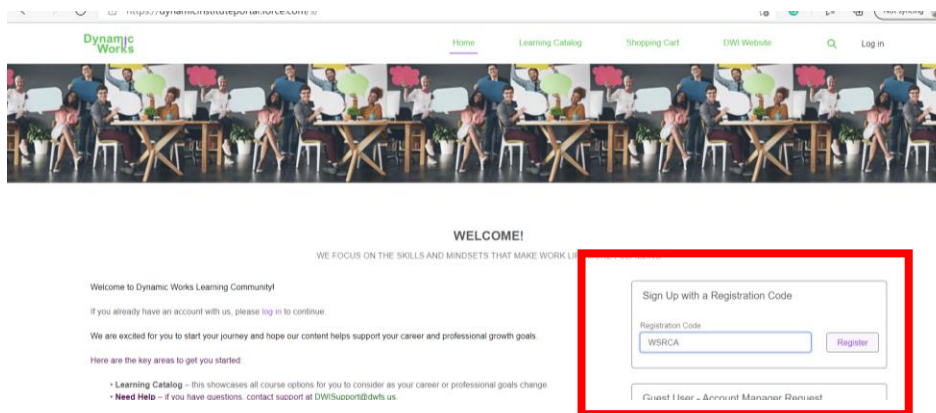 https://dynamicinstituteportal.force.com/s/
Not syncing
Dynamic
Works
Home
Learning Catalog
Shopping Cart
DWI Website
Log in
WELCOME!
WE FOCUS ON THE SKILLS AND MINDSETS THAT MAKE WORK
Welcome to Dynamic Works Learning Community!
If you already have an account with us, please log in to continue.
We are excited for you to start your journey and hope our content helps support your career and professional growth goals.
Here are the key areas to get you started:
• Learning Catalog – this showcases all course options for you to consider as your career or professional goals change.
• Need Help – if you have questions, contact support at DWISupport@dwfs.us.
Sign Up with a Registration Code
Registration Code
WSRCA
Register
Guest User - Account Manager Request